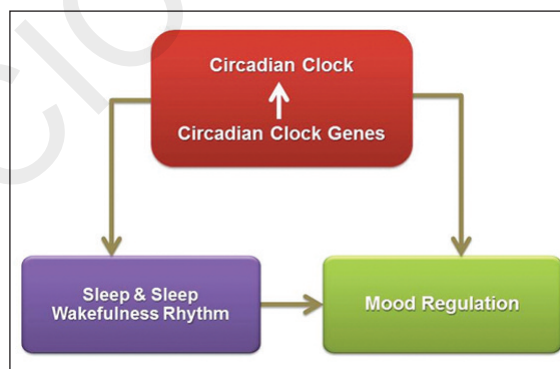 Circadian Clock
Circadian Clock Genes
Sleep & Sleep
Wakefulness Rhythm
Mood Regulation